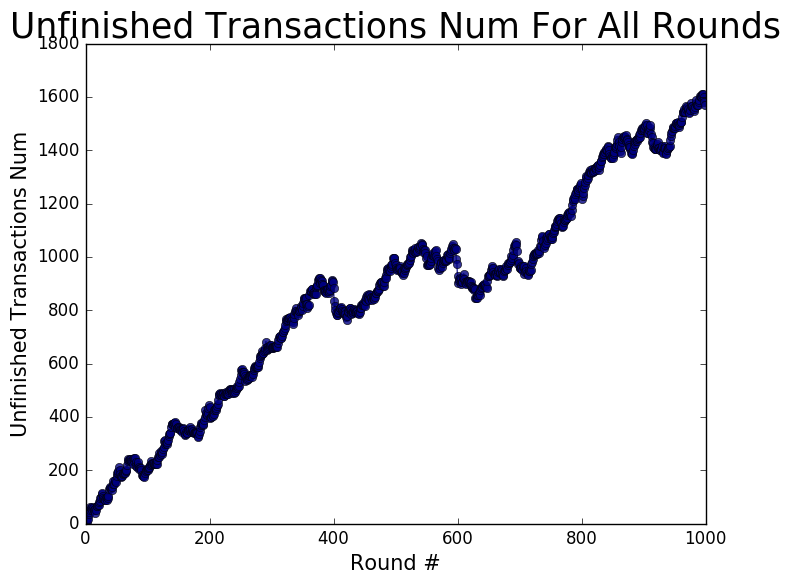 Unfinished Transactions Num For All Rounds
1800
1600
1400
1200
1000
800
600
400
200
0
Unfinished Transactions Num
0 200 400 600 800 1000
Round #